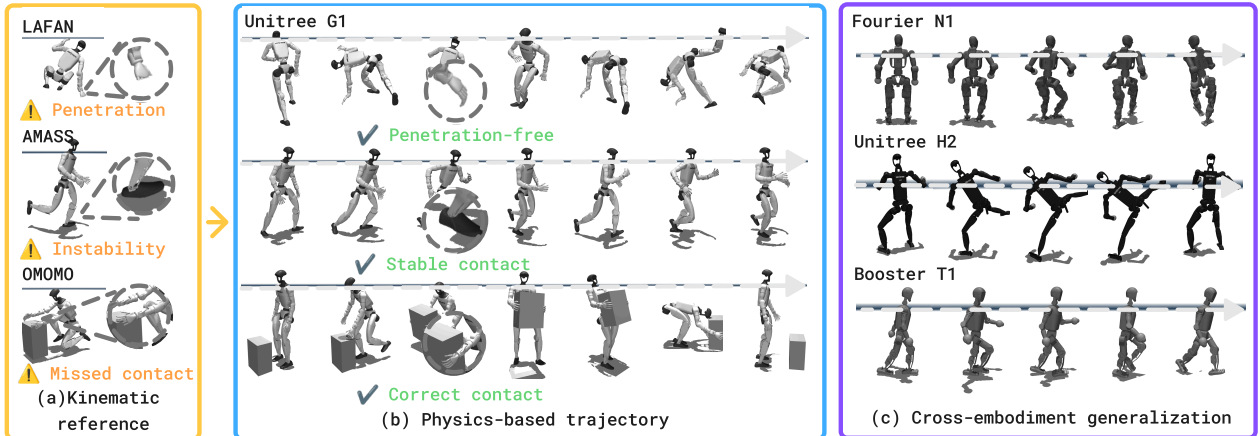 LAFAN
Penetration
AMASS
Instability
OMOMO
Missed contact
(a)Kinematic
reference
Unitree G1
Penetration-free
Stable contact
Correct contact
(b) Physics-based trajectory
Fourier N1
Unitree H2
Booster T1
(c) Cross-embodiment generalization